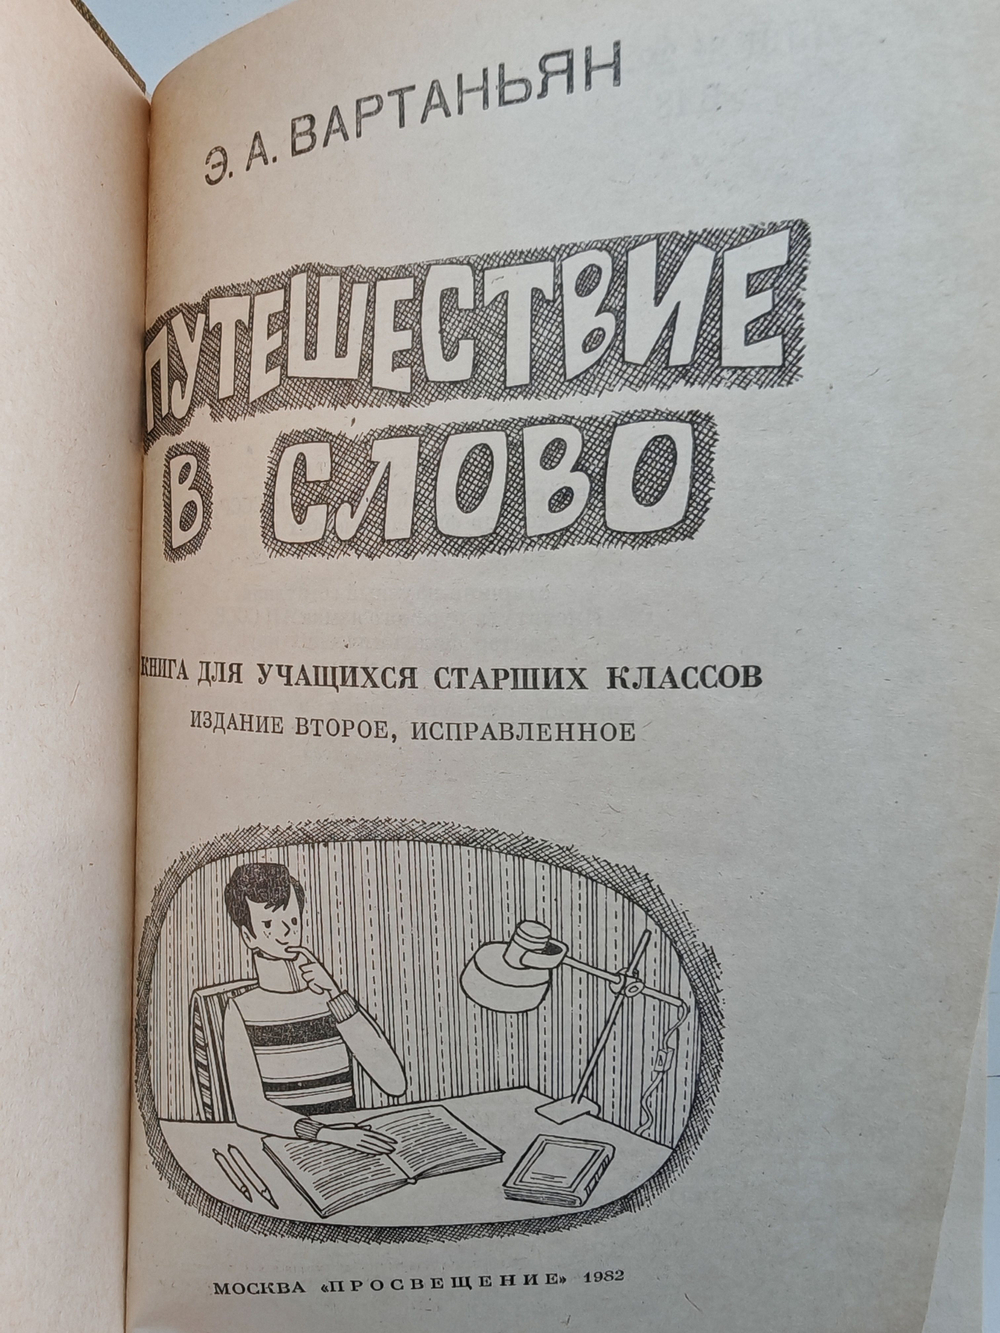 Э. А. ВАРТАНЬЯН
ПУТЕШЕСТВИЕ
В СЛОВО
КНИГА ДЛЯ УЧАЩИХСЯ СТАРШИХ КЛАССОВ
ИЗДАНИЕ ВТОРОЕ, ИСПРАВЛЕННОЕ
МОСКВА «ПРОСВЕЩЕНИЕ» 1982